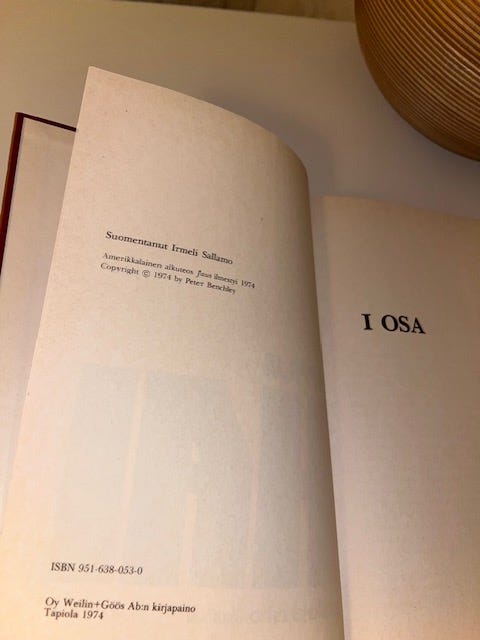 Suomentanut Irmeli Sallamo
Amerikkalainen alkuteos Jaws ilmestyi 1974
Copyright © 1974 by Peter Benchley
ISBN 951-638-053-0
Oy Weilin+Göös Ab:n kirjapaino
Tapiola 1974
I OSA